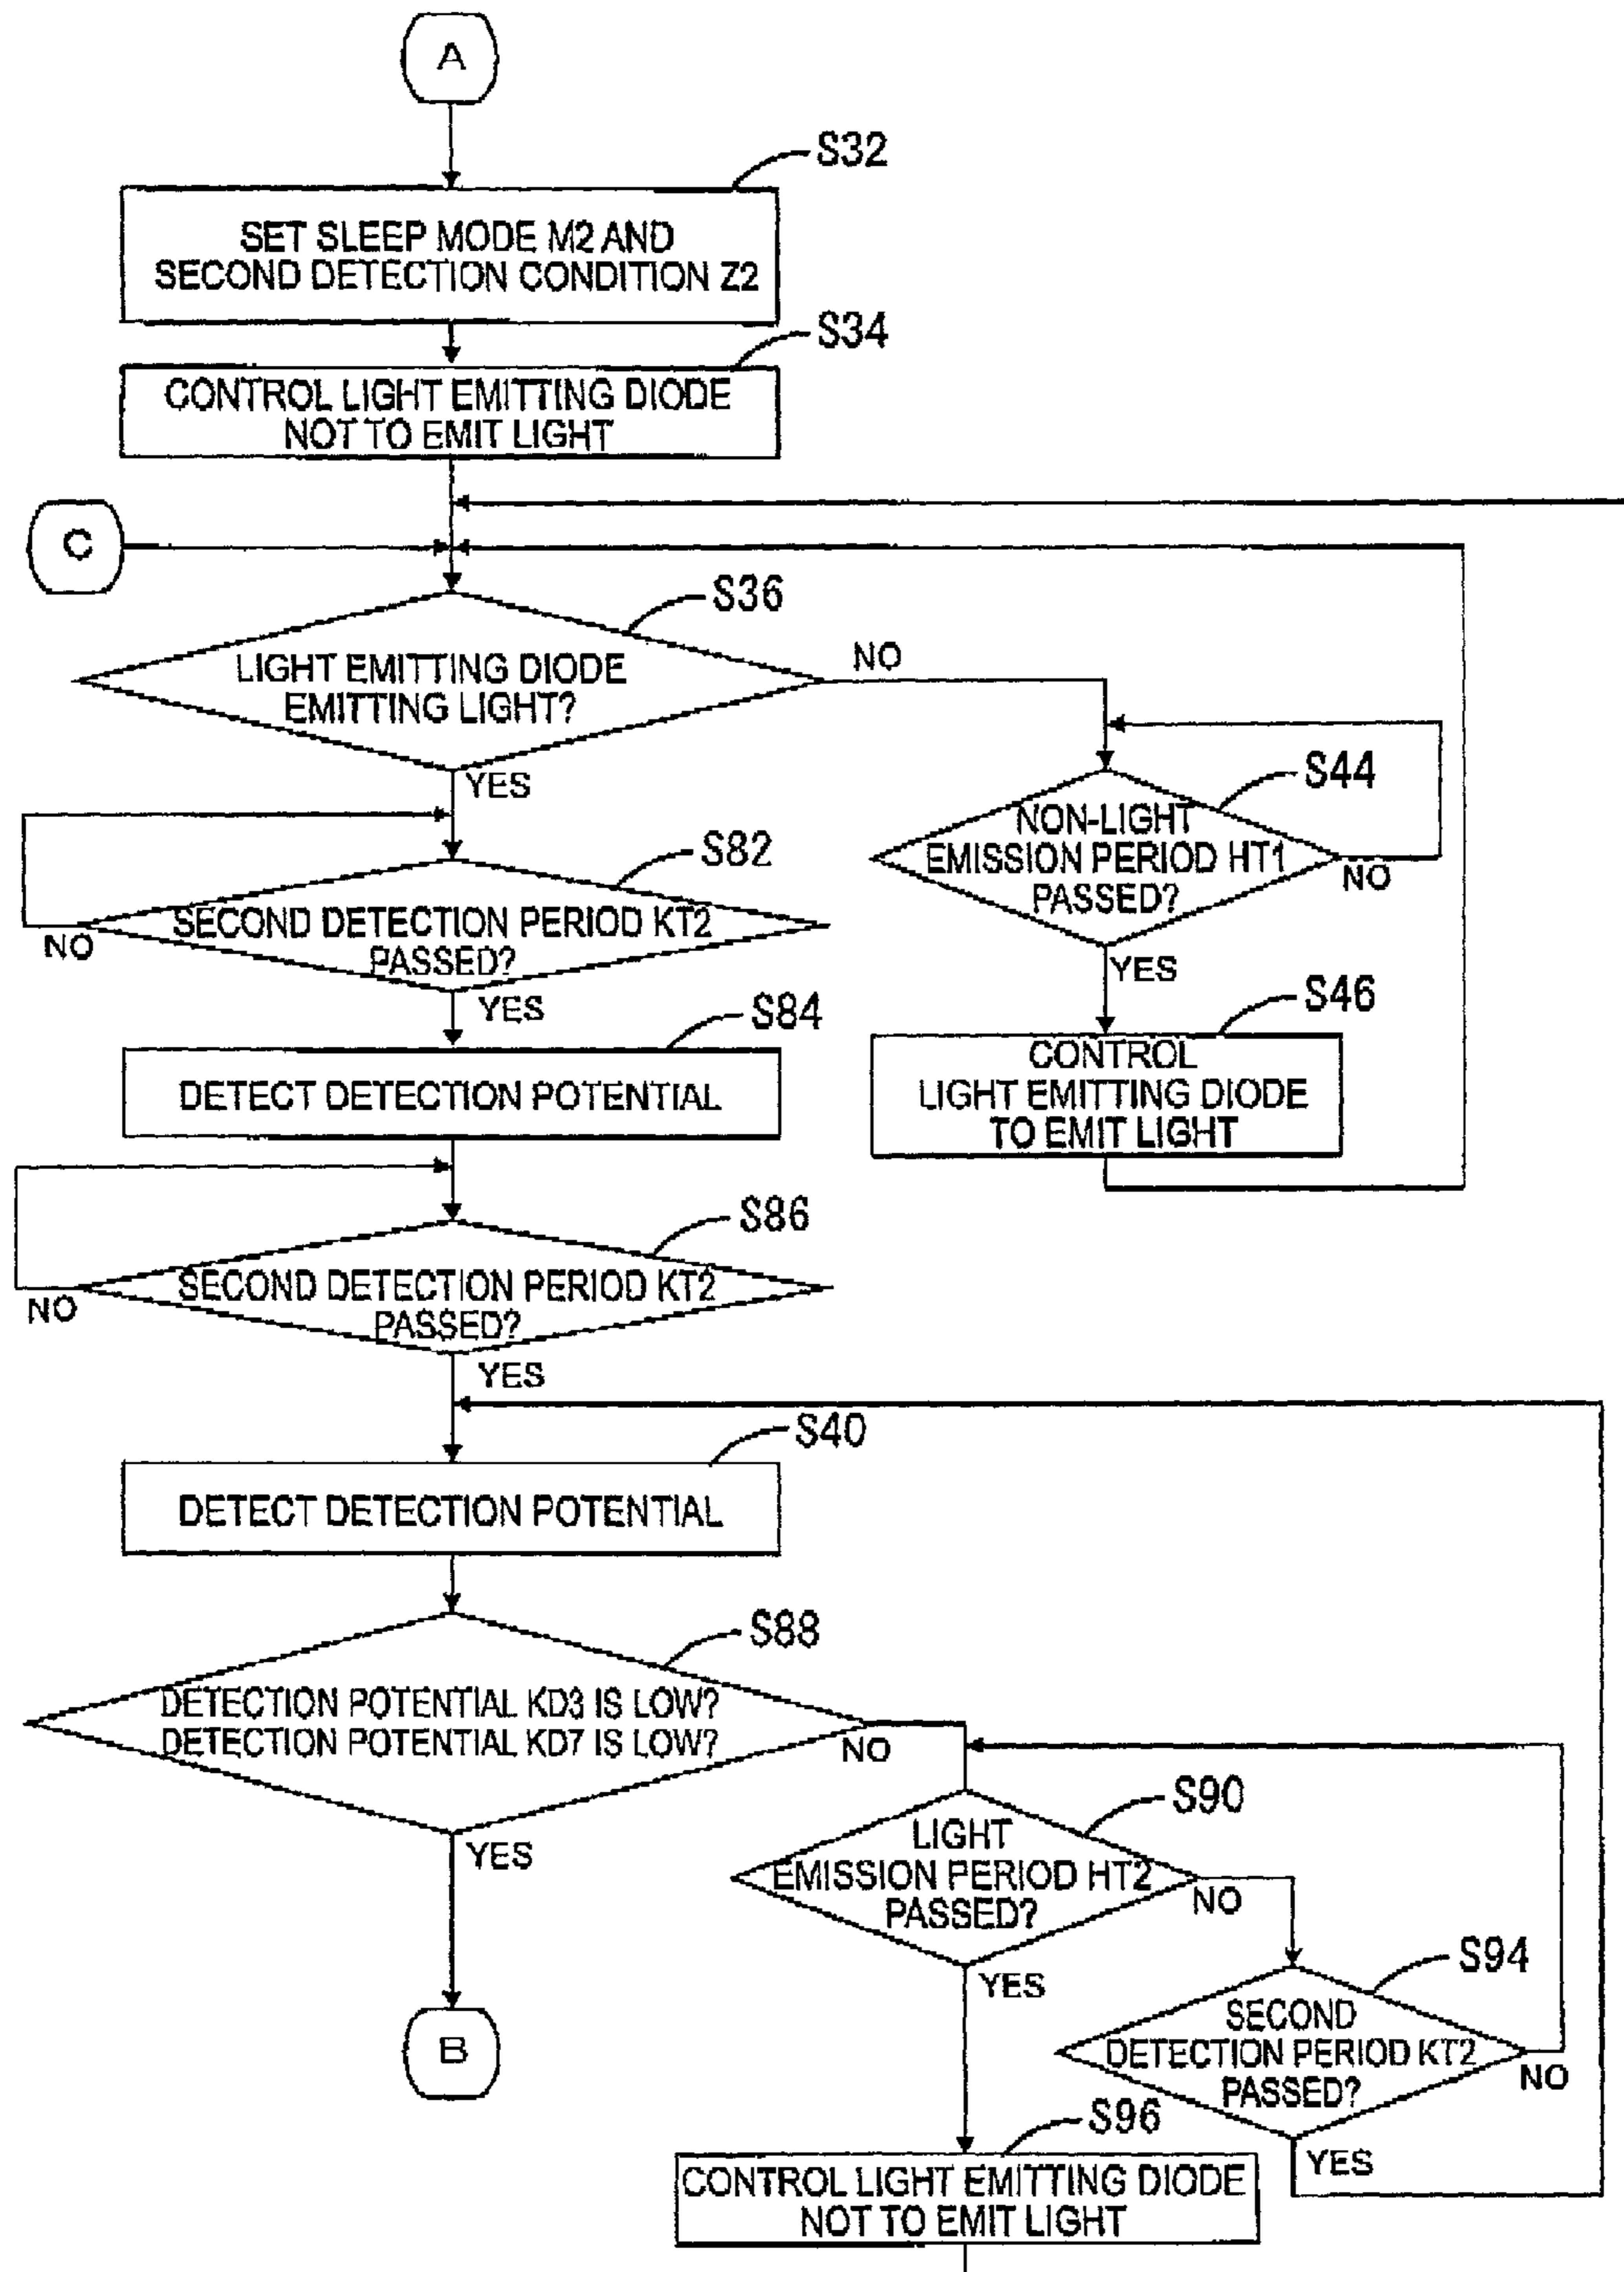 A
S32
SET SLEEP MODE M2 AND
SECOND DETECTION CONDITION Z2
S34
CONTROL LIGHT EMITTING DIODE
NOT TO EMIT LIGHT
C
S36
LIGHT EMITTING DIODE
EMITTING LIGHT?
NO
YES
S44
NON-LIGHT
EMISSION PERIOD HT1
PASSED?
NO
YES
S46
CONTROL
LIGHT EMITTING DIODE
TO EMIT LIGHT
S82
SECOND DETECTION PERIOD KT2
PASSED?
NO
YES
S84
DETECT DETECTION POTENTIAL
S86
SECOND DETECTION PERIOD KT2
PASSED?
NO
YES
S40
DETECT DETECTION POTENTIAL
S88
DETECTION POTENTIAL KD3 IS LOW?
DETECTION POTENTIAL KD7 IS LOW?
NO
YES
B
S90
LIGHT
EMISSION PERIOD HT2
PASSED?
NO
YES
S94
SECOND
DETECTION PERIOD KT2
PASSED?
NO
YES
S96
CONTROL LIGHT EMITTING DIODE
NOT TO EMIT LIGHT